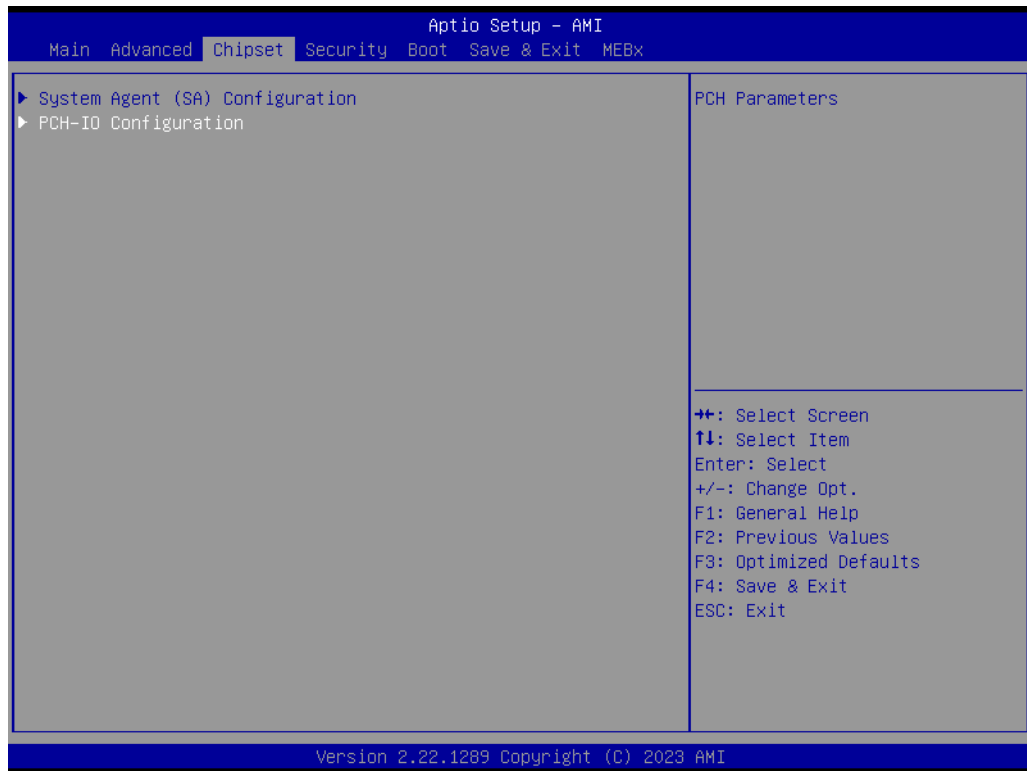 Aptio Setup – AMI
Main Advanced Chipset Security Boot Save & Exit MEBx
▶ System Agent (SA) Configuration
▶ PCH-IO Configuration
PCH Parameters
→←: Select Screen
↑↓: Select Item
Enter: Select
+/-: Change Opt.
F1: General Help
F2: Previous Values
F3: Optimized Defaults
F4: Save & Exit
ESC: Exit
Version 2.22.1289 Copyright (C) 2023 AMI